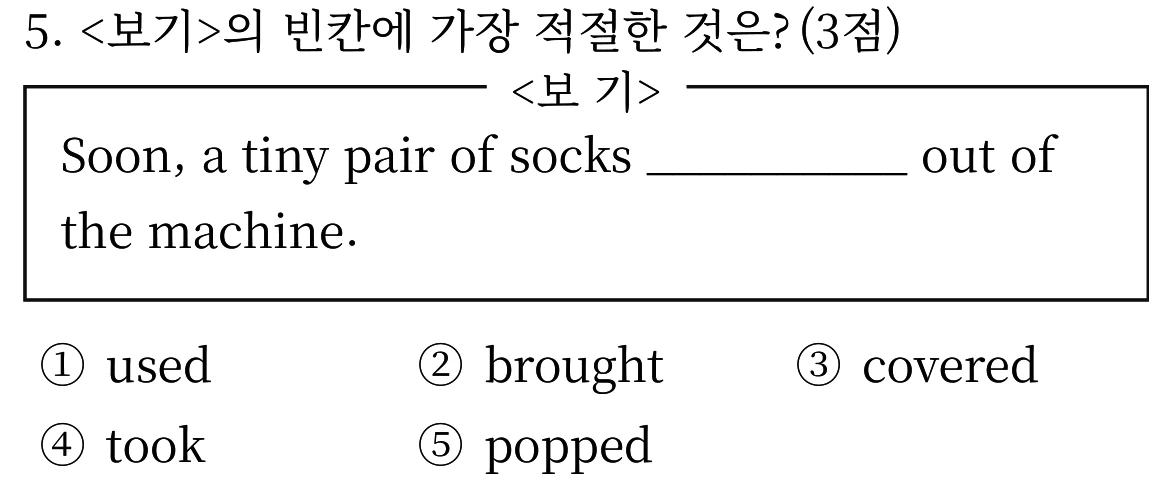 5. <보기>의 빈칸에 가장 적절한 것은? (3점)
<보 기>
Soon, a tiny pair of socks __________ out of
the machine.
① used ② brought ③ covered
④ took ⑤ popped